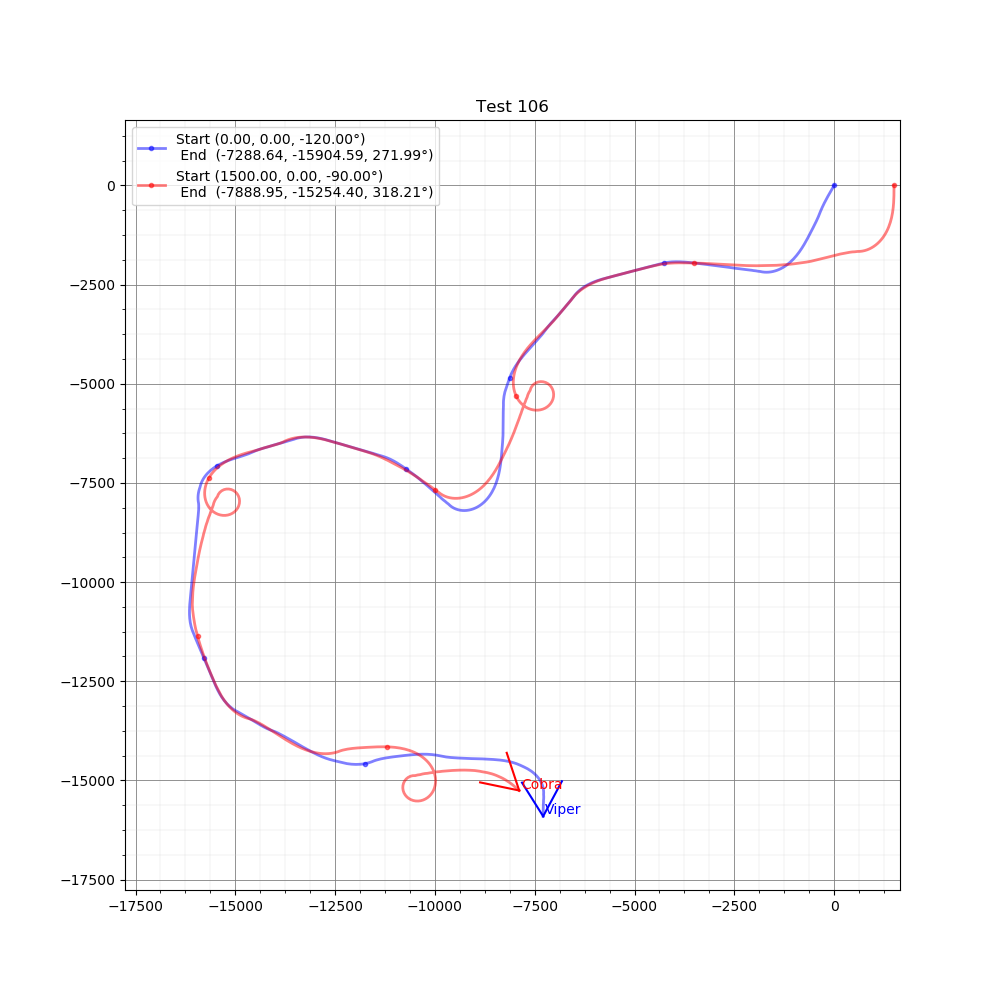 Test 106
Start (0.00, 0.00, -120.00°)
End (-7288.64, -15904.59, 271.99°)
Start (1500.00, 0.00, -90.00°)
End (-7888.95, -15254.40, 318.21°)
0
−2500
−5000
−7500
−10000
−12500
−15000
−17500
Cobra
Viper
−17500 −15000 −12500 −10000 −7500 −5000 −2500 0